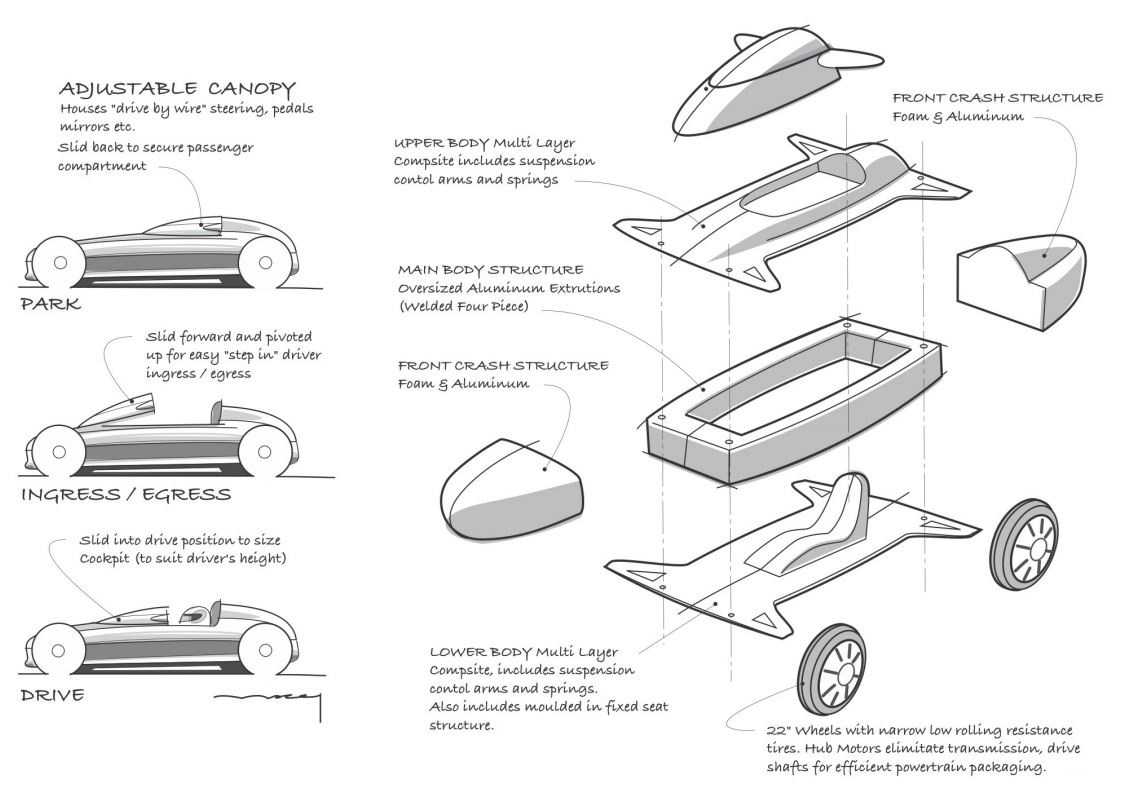 ADJUSTABLE CANOPY
Houses "drive by wire" steering, pedals
mirrors etc.
Slid back to secure passenger
compartment
PARK
Slid forward and pivoted
up for easy "step in" driver
ingress / egress
INGRESS / EGRESS
Slid into drive position to size
Cockpit (to suit driver's height)
DRIVE
UPPER BODY Multi Layer
Compsite includes suspension
contol arms and springs
MAIN BODY STRUCTURE
Oversized Aluminum Extrutions
(Welded Four Piece)
FRONT CRASH STRUCTURE
Foam & Aluminum
FRONT CRASH STRUCTURE
Foam & Aluminum
LOWER BODY Multi Layer
Compsite, includes suspension
contol arms and springs.
Also includes moulded in fixed seat
structure.
22" Wheels with narrow low rolling resistance
tires. Hub Motors elimitate transmission, drive
shafts for efficient powertrain packaging.